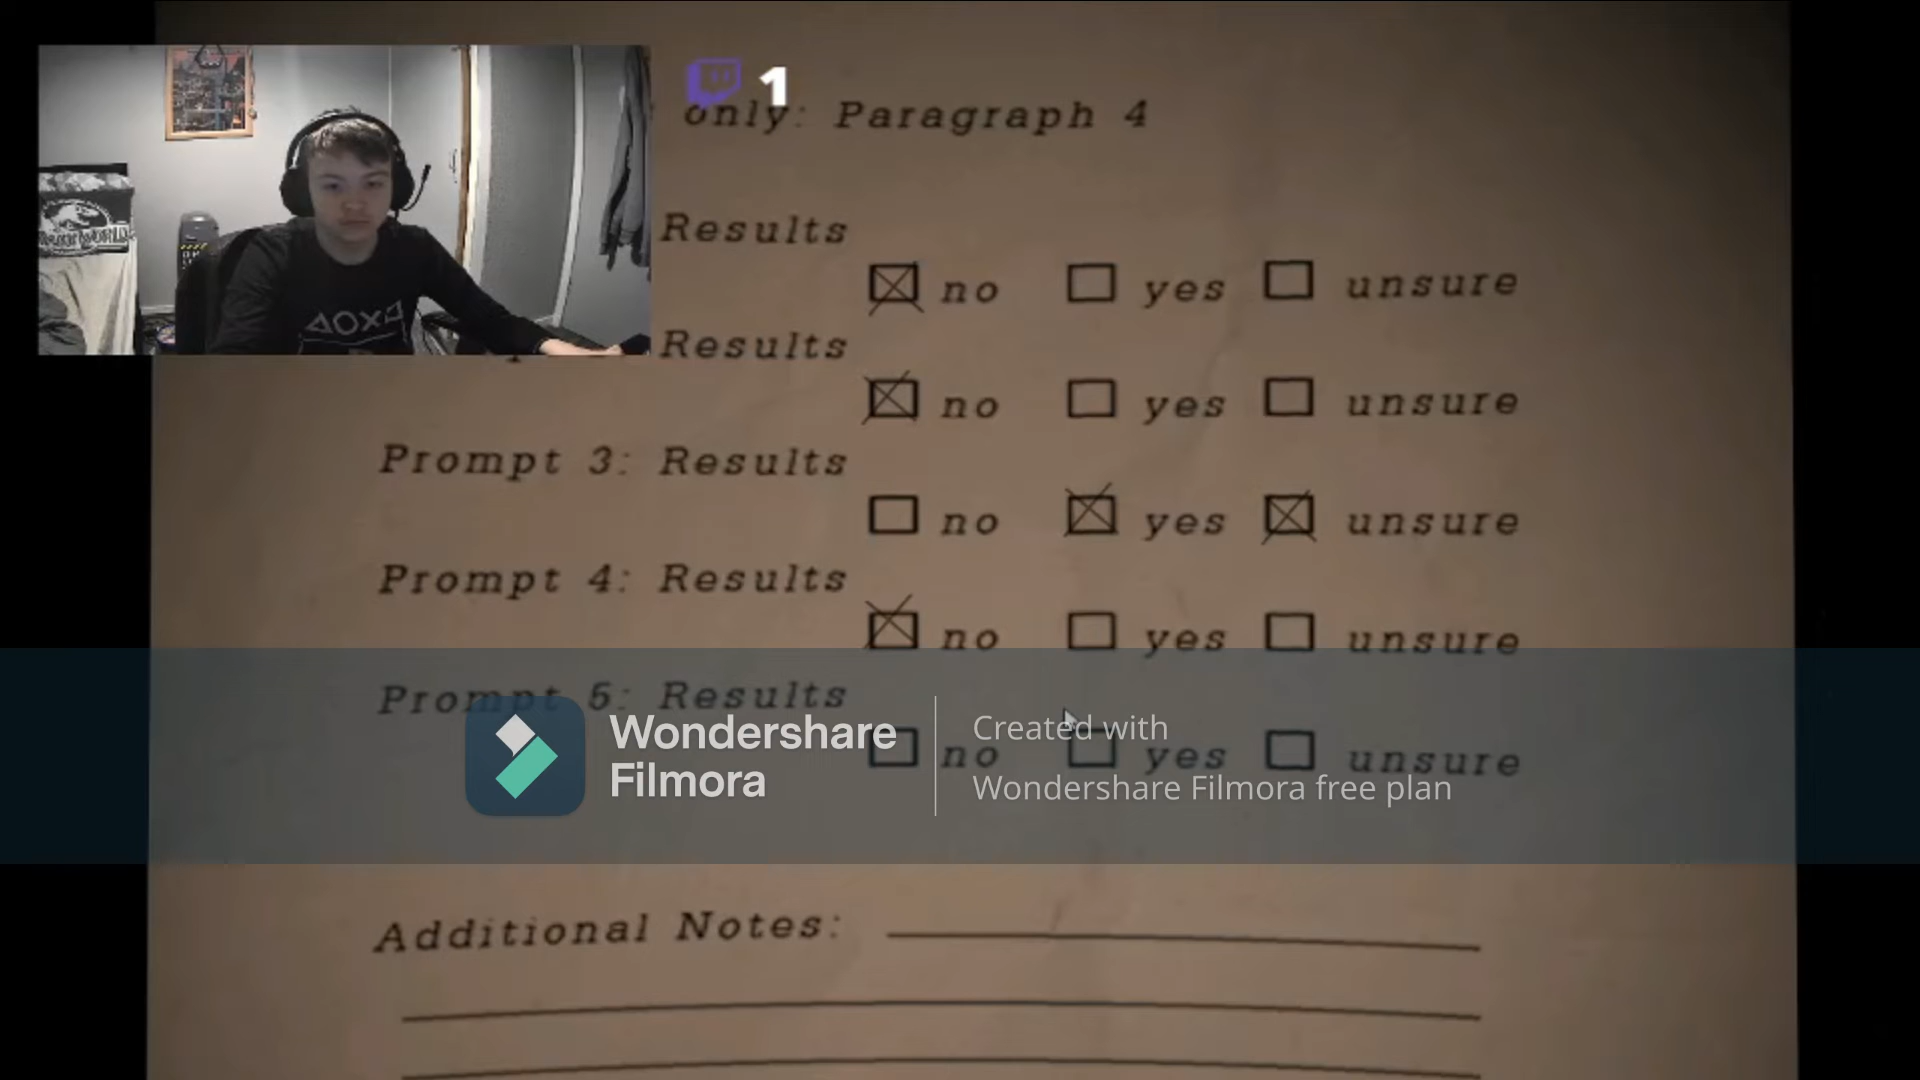 1
only: Paragraph 4
Results
no yes unsure
Results
no yes unsure
Prompt 3: Results
no yes unsure
Prompt 4: Results
no yes unsure
Prompt 5: Results
no yes unsure
Wondershare
Filmora
Created with
Wondershare Filmora free plan
Additional Notes: